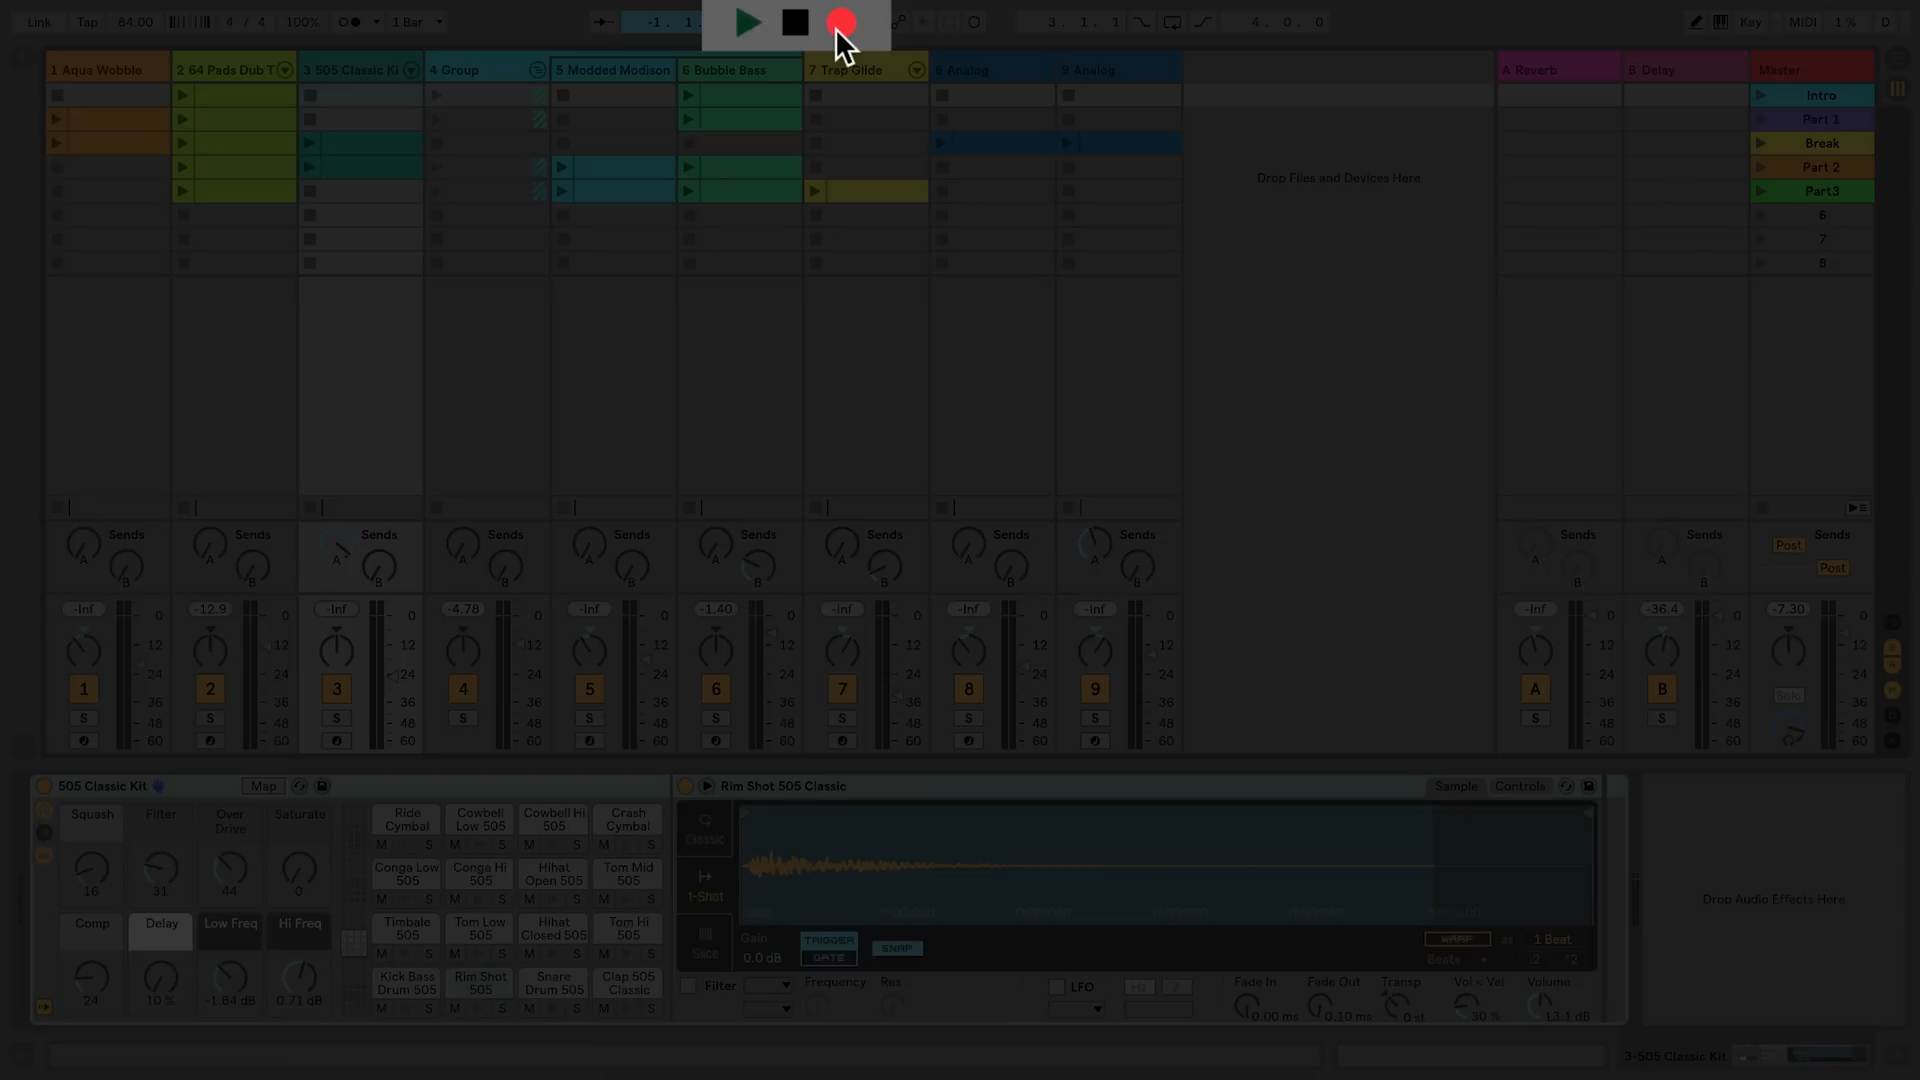 Link Tap 84.00 4 / 4 100% 1 Bar -1. 1. 3. 1. 1 4. 0. 0 Key MIDI 1 % D
1 Aqua Wobble 2 64 Pads Dub T 3 505 Classic Ki 4 Group 5 Modded Modison 6 Bubble Bass 7 Trap Glide 8 Analog 9 Analog A Reverb B Delay Master
Intro
Part 1
Break
Part 2
Drop Files and Devices Here
Part3
6
7
8
Sends Sends Sends Sends Sends Sends Sends Sends Sends Sends Sends Sends
A A A A A A A A A A A Post
B B B B B B B B B B B Post
-Inf -12.9 -Inf -4.78 -Inf -1.40 -Inf -Inf -Inf -Inf -36.4 -7.30
0 0 0 0 0 0 0 0 0 0 0 0
12 12 12 12 12 12 12 12 12 12 12 12
24 24 24 24 24 24 24 24 24 24 24 24
1 2 3 4 5 6 7 8 9 A B Solo
36 36 36 36 36 36 36 36 36 36 36 36
S S S S S S S S S S S
48 48 48 48 48 48 48 48 48 48 48 48
60 60 60 60 60 60 60 60 60 60 60 60
505 Classic Kit Map
Squash Filter Over Drive Saturate
16 31 44 0
Comp Delay Low Freq Hi Freq
24 10 % -1.84 dB 0.71 dB
Ride Cymbal Cowbell Low 505 Cowbell Hi 505 Crash Cymbal
M S M S M S M S
Conga Low 505 Conga Hi 505 Hihat Open 505 Tom Mid 505
M S M S M S M S
Timbale 505 Tom Low 505 Hihat Closed 505 Tom Hi 505
M S M S M S M S
Kick Bass Drum 505 Rim Shot 505 Snare Drum 505 Clap 505 Classic
M S M S M S M S
Rim Shot 505 Classic Sample Controls
Classic
1-Shot
Slice
Gain
0.0 dB
TRIGGER
GATE
SNAP
WARP as 1 Beat
Beats :2 *2
Filter Frequency Res LFO Hz Fade In Fade Out Transp Vol < Vel Volume
0.00 ms 0.10 ms 0 st 30 % -13.1 dB
Drop Audio Effects Here
3-505 Classic Kit